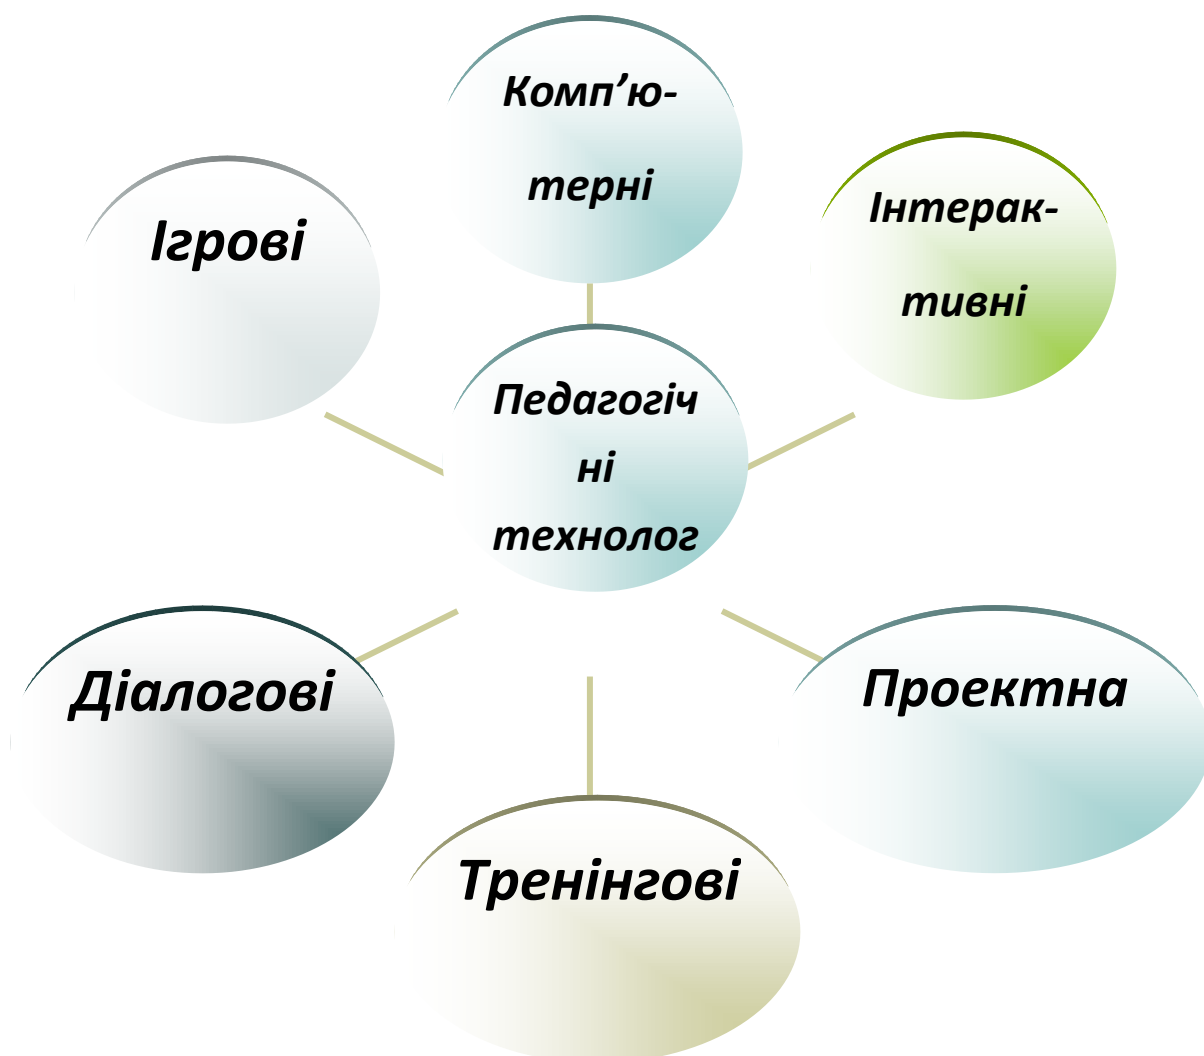 Комп’ю-
терні
Інтерак-
тивні
Ігрові
Педагогіч
ні
технолог
Діалогові
Проектна
Тренінгові